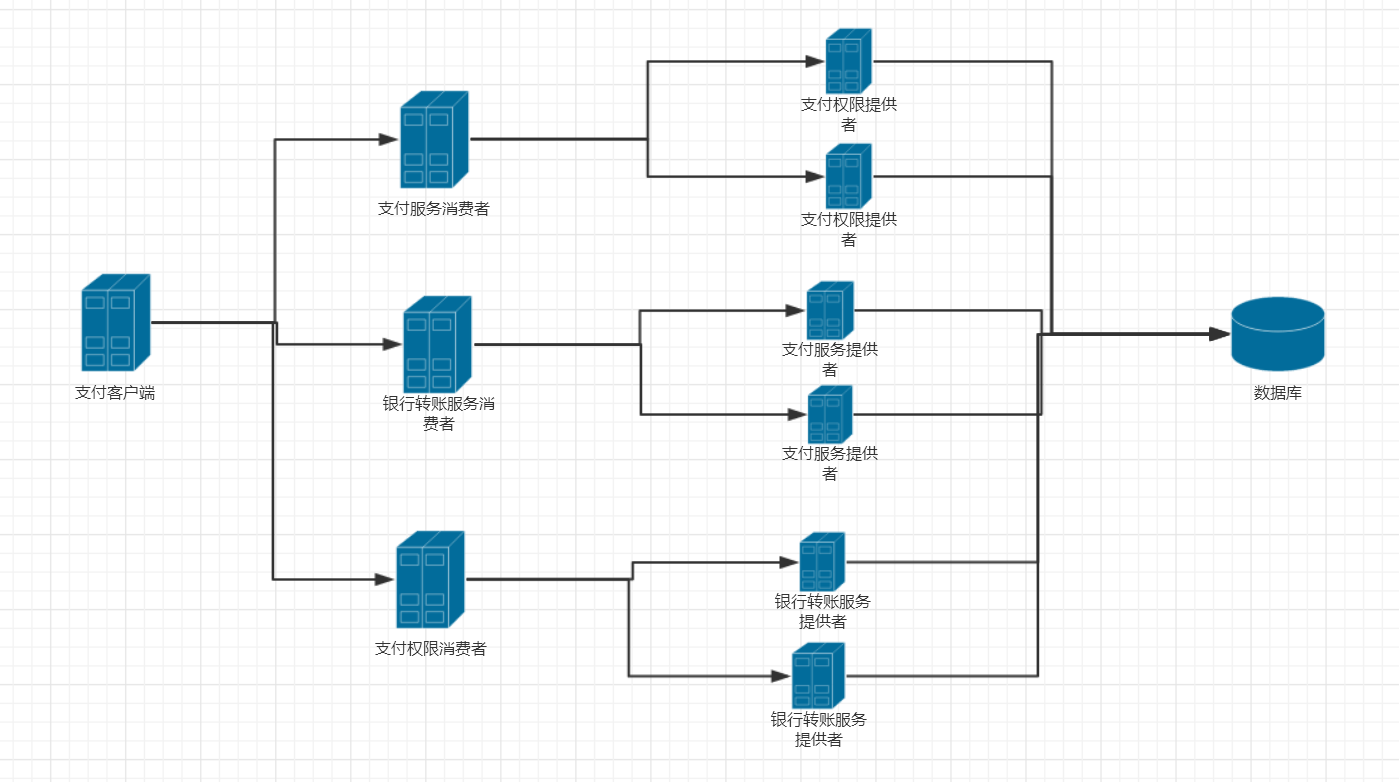 支付权限提供
者
支付服务消费者
支付权限提供
者
支付服务提供
者
支付客户端
数据库
银行转账服务消
费者
支付服务提供
者
银行转账服务
提供者
支付权限消费者
银行转账服务
提供者